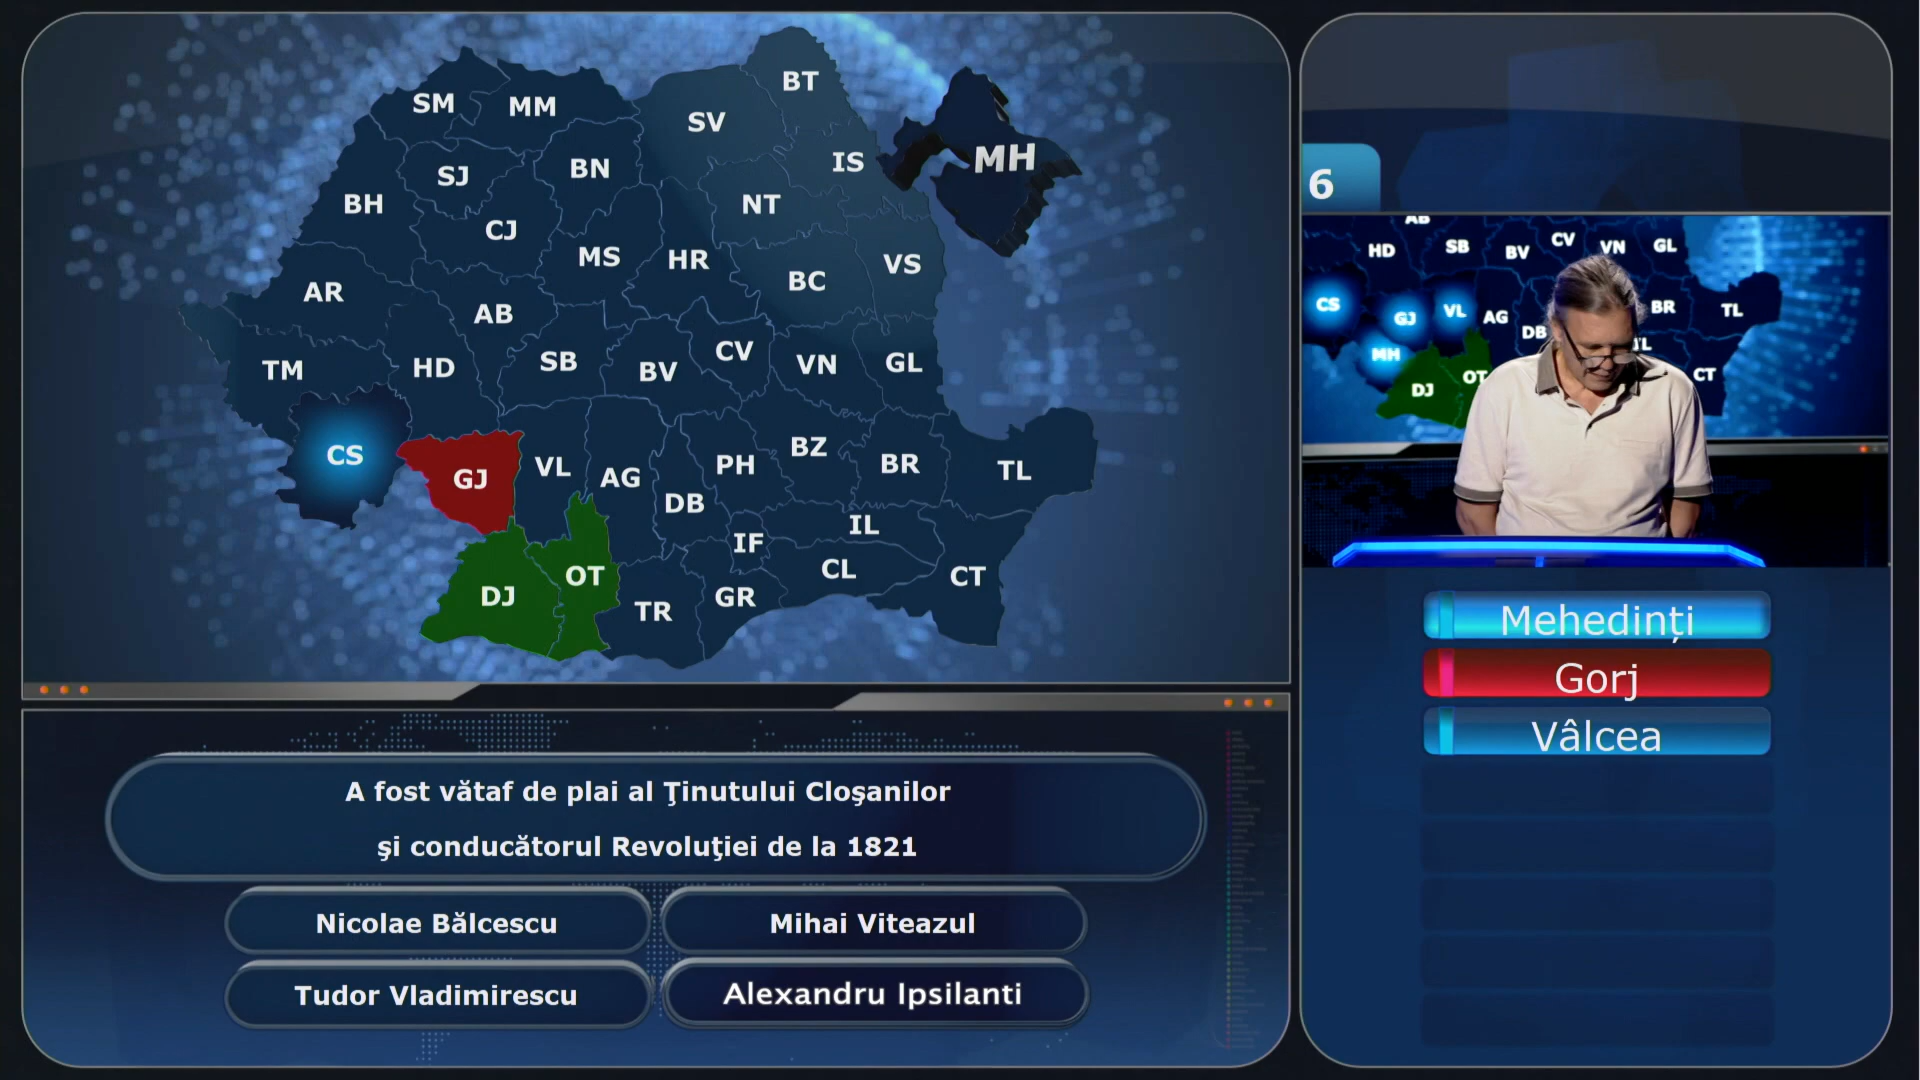 SM
MM
BT
SV
IS
MH
SJ
BN
BH
NT
CJ
MS
HR
VS
BC
AR
AB
CV
SB
VN
GL
TM
HD
BV
CS
GJ
VL
AG
PH
BZ
BR
TL
DB
IL
IF
CL
CT
OT
DJ
TR
GR
6
AB
HD
SB
BV
CV
VN
GL
CS
GJ
VL
AG
DB
BR
TL
MH
IL
DJ
OT
CT
Mehedinți
Gorj
Vâlcea
A fost vătaf de plai al Ţinutului Cloşanilor
şi conducătorul Revoluţiei de la 1821
Nicolae Bălcescu
Mihai Viteazul
Tudor Vladimirescu
Alexandru Ipsilanti